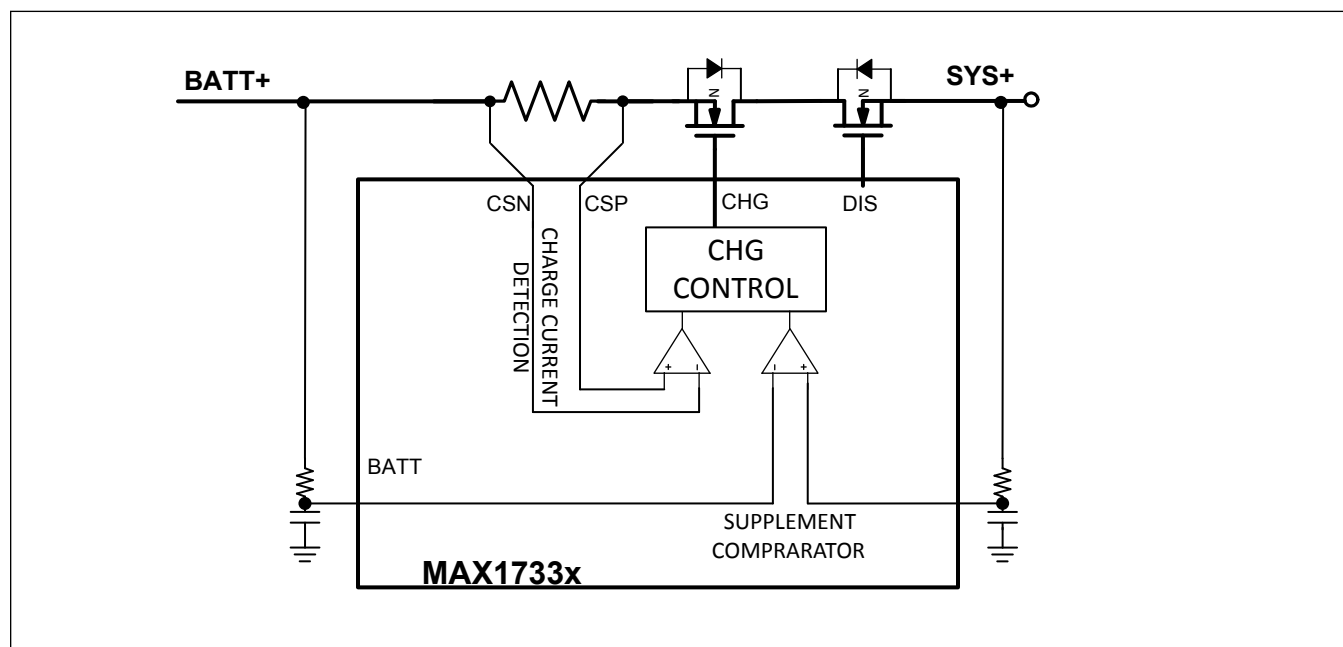 BATT+
SYS+
N
N
CSN
CSP
CHG
DIS
CHARGE CURRENT
DETECTION
CHG
CONTROL
+
–
–
+
BATT
SUPPLEMENT
COMPRARATOR
MAX1733x